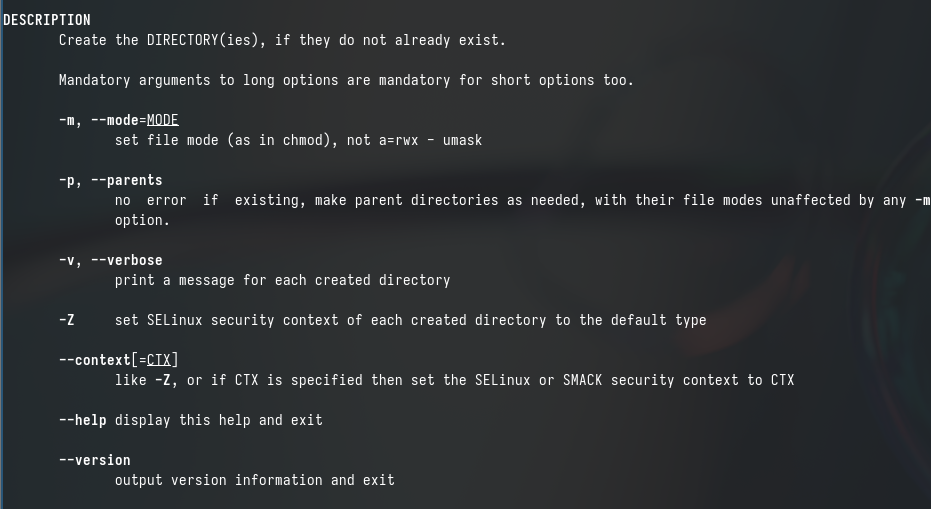 DESCRIPTION
Create the DIRECTORY(ies), if they do not already exist.
Mandatory arguments to long options are mandatory for short options too.
-m, --mode=MODE
set file mode (as in chmod), not a=rwx - umask
-p, --parents
no  error  if  existing, make parent directories as needed, with their file modes unaffected by any -m
option.
-v, --verbose
print a message for each created directory
-Z     set SELinux security context of each created directory to the default type
--context[=CTX]
like -Z, or if CTX is specified then set the SELinux or SMACK security context to CTX
--help display this help and exit
--version
output version information and exit